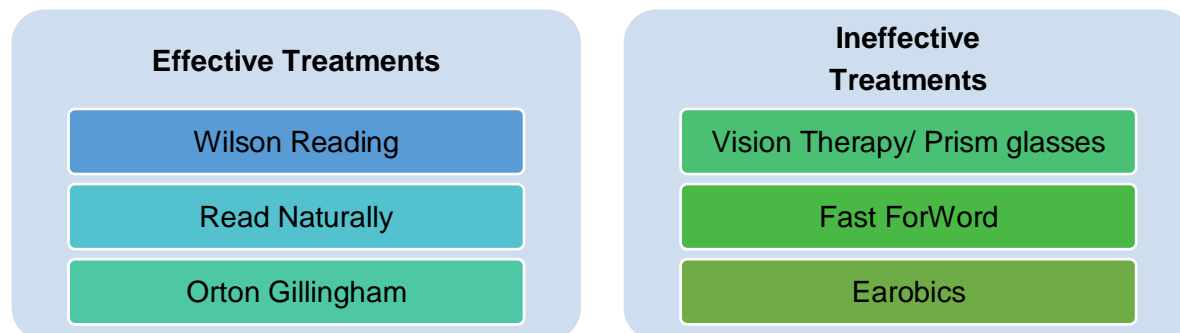 Effective Treatments
Wilson Reading
Read Naturally
Orton Gillingham
Ineffective
Treatments
Vision Therapy/ Prism glasses
Fast ForWord
Earobics